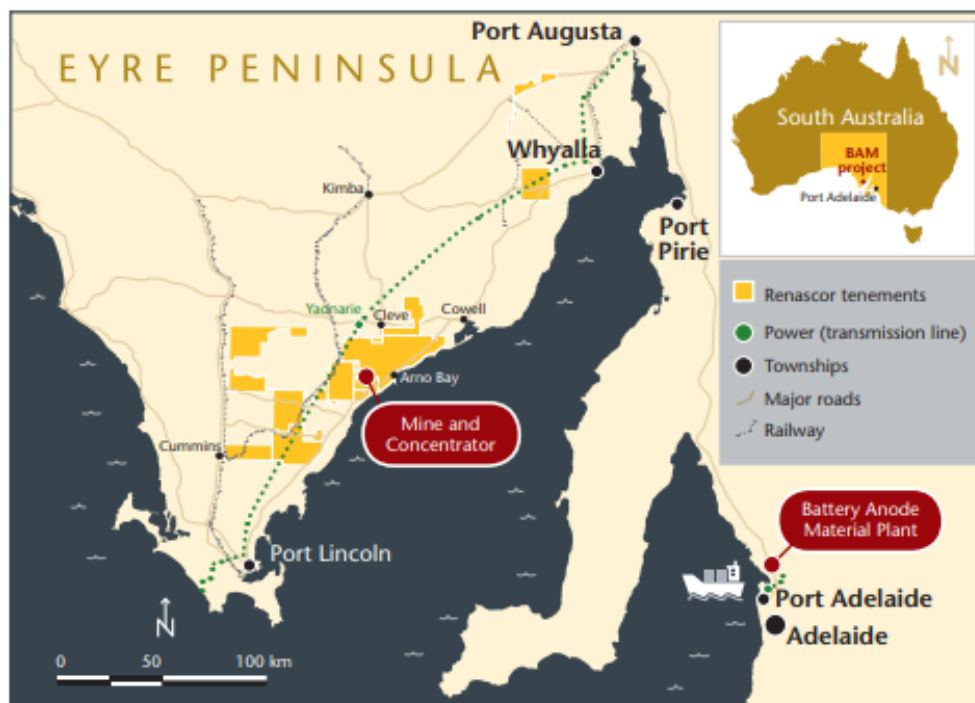 EYRE PENINSULA
Port Augusta
Whyalla
Kimba
Port
Pirie
Yadnarie
Cleve
Cowell
Arno Bay
Mine and
Concentrator
Cummins
Port Lincoln
N
0 50 100 km
Battery Anode
Material Plant
Port Adelaide
Adelaide
N
South Australia
BAM
project
Port Adelaide
Renascor tenements
Power (transmission line)
Townships
Major roads
Railway